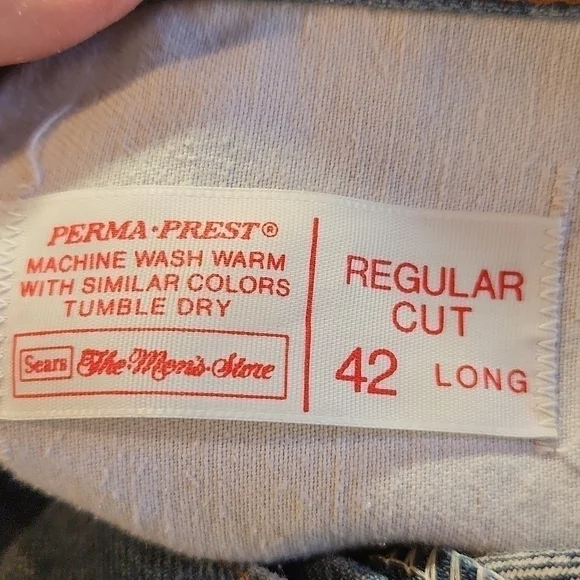 PERMA·PREST®
MACHINE WASH WARM
WITH SIMILAR COLORS
TUMBLE DRY
Sears The Men's Store
REGULAR
CUT
42 LONG